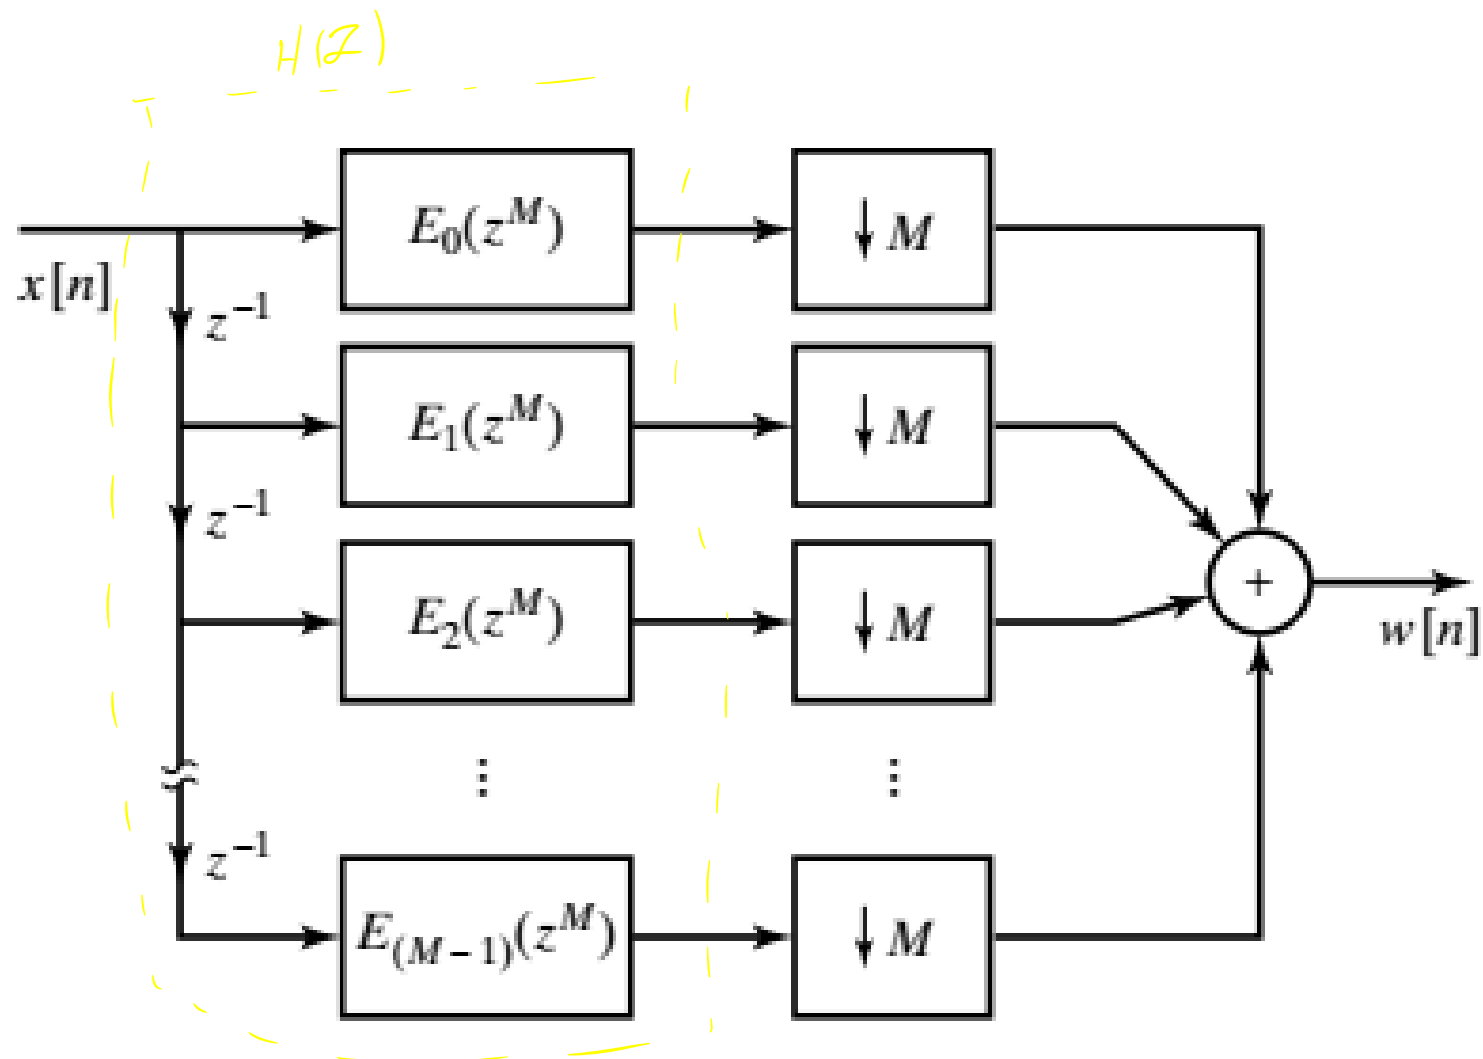 H(Z)
E₀(z^M)
↓ M
x[n]
z⁻¹
E₁(z^M)
↓ M
z⁻¹
E₂(z^M)
↓ M
+
w[n]
⋮
⋮
z⁻¹
E₍M−1₎(z^M)
↓ M